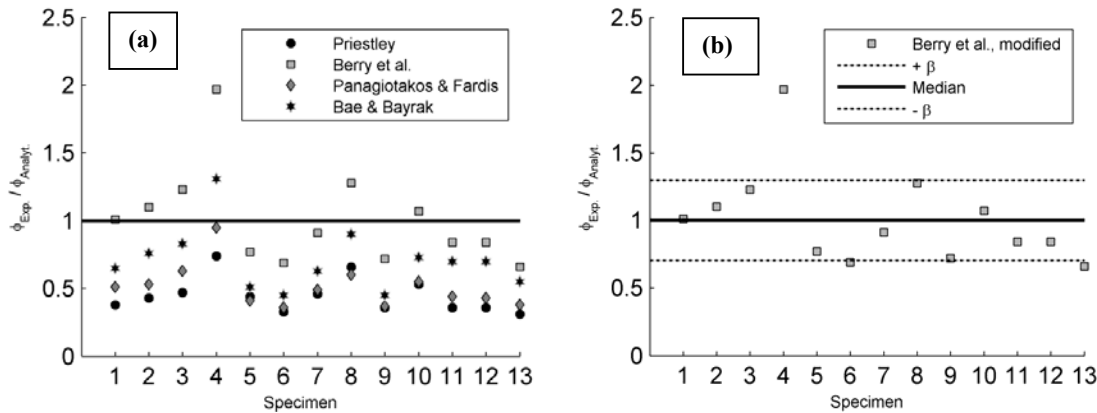 (a)
Priestley
Berry et al.
Panagiotakos & Fardis
Bae & Bayrak
2.5
2
1.5
1
0.5
0
ϕExp. / ϕAnalyt.
1 2 3 4 5 6 7 8 9 10 11 12 13
Specimen
(b)
Berry et al., modified
+ β
Median
- β
2.5
2
1.5
1
0.5
0
ϕExp. / ϕAnalyt.
1 2 3 4 5 6 7 8 9 10 11 12 13
Specimen